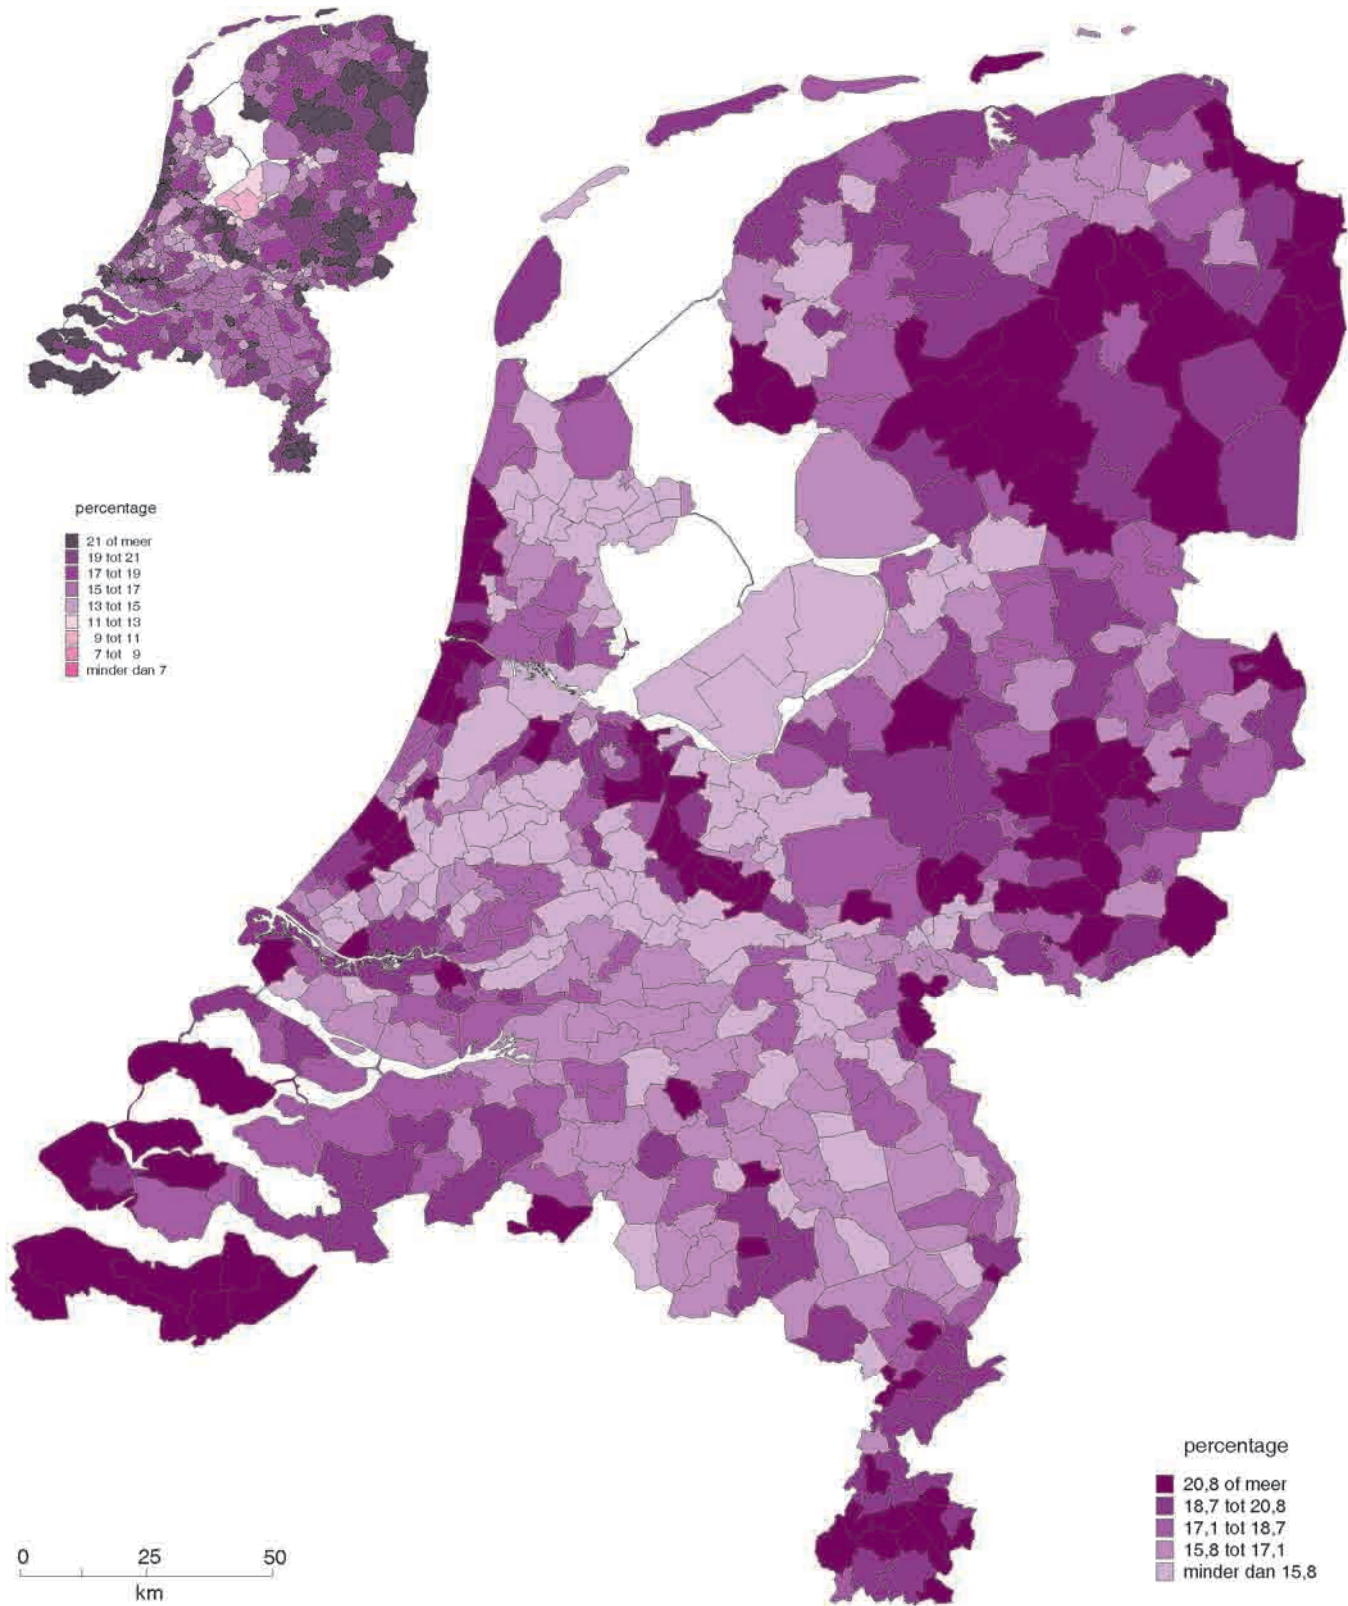 percentage
21 of meer
19 tot 21
17 tot 19
15 tot 17
13 tot 15
11 tot 13
9 tot 11
7 tot 9
minder dan 7
percentage
20,8 of meer
18,7 tot 20,8
17,1 tot 18,7
15,8 tot 17,1
minder dan 15,8
0 25 50
km